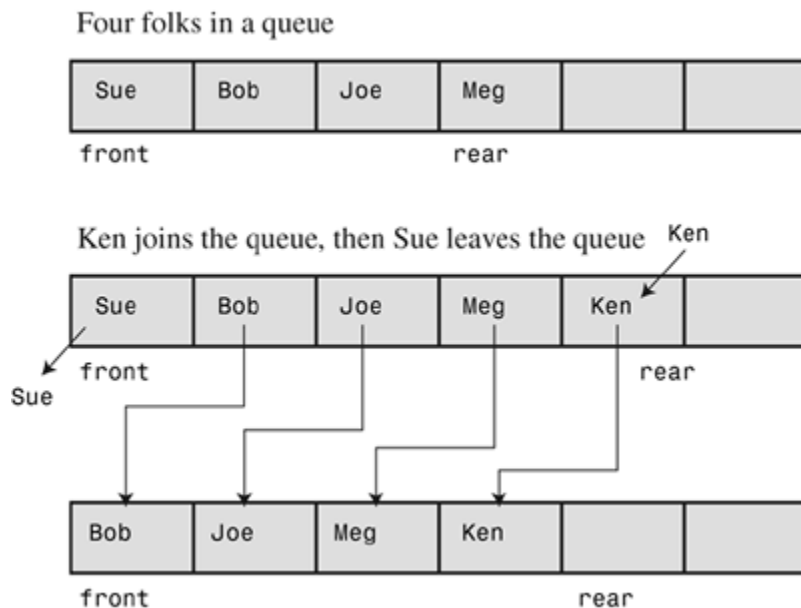 Four folks in a queue
Sue Bob Joe Meg
front rear
Ken joins the queue, then Sue leaves the queue Ken
Sue Bob Joe Meg Ken
front rear
Sue
Bob Joe Meg Ken
front rear